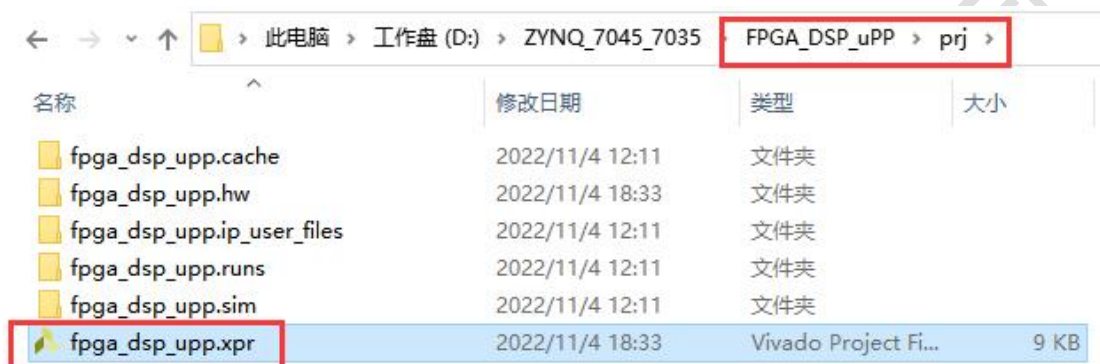 此电脑 > 工作盘 (D:) > ZYNQ_7045_7035 > FPGA_DSP_uPP > prj >
名称 修改日期 类型 大小
fpga_dsp_upp.cache 2022/11/4 12:11 文件夹
fpga_dsp_upp.hw 2022/11/4 18:33 文件夹
fpga_dsp_upp.ip_user_files 2022/11/4 12:11 文件夹
fpga_dsp_upp.runs 2022/11/4 12:11 文件夹
fpga_dsp_upp.sim 2022/11/4 12:11 文件夹
fpga_dsp_upp.xpr 2022/11/4 18:33 Vivado Project Fi... 9 KB